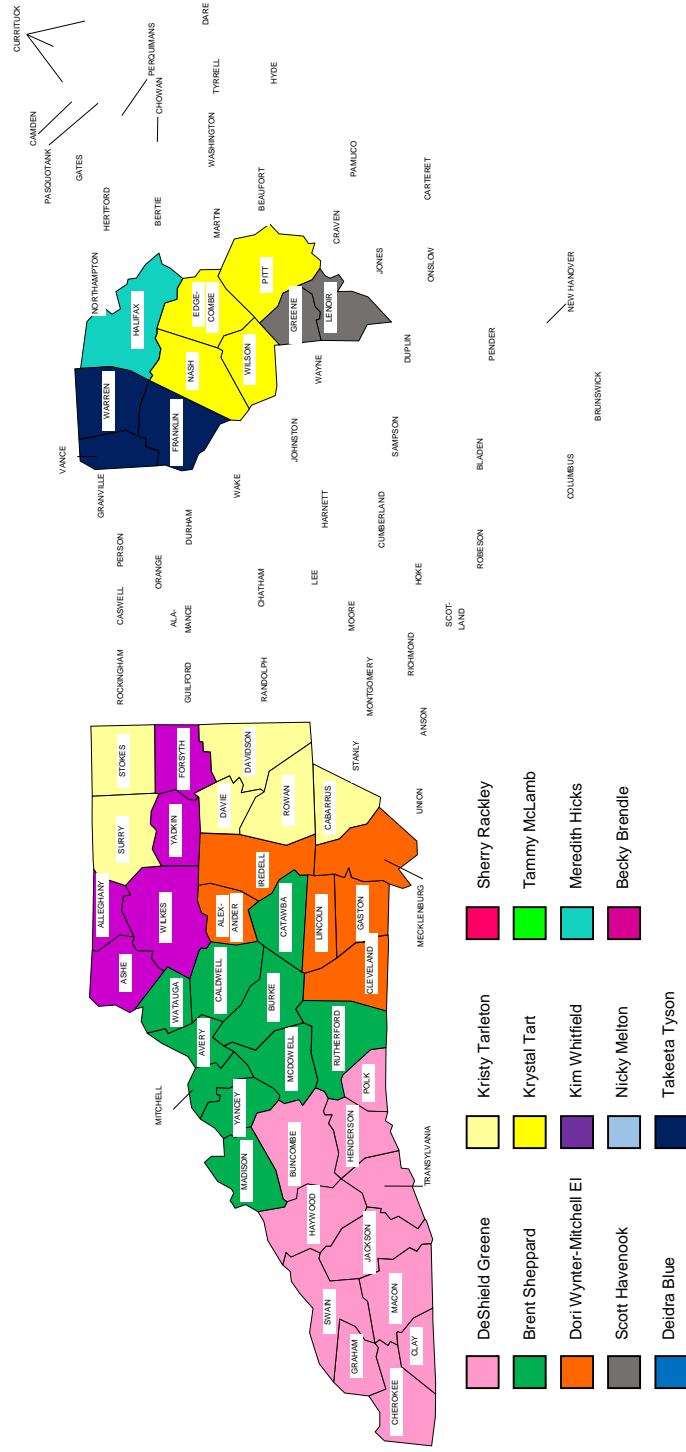 CHEROKEE
GRAHAM
CLAY
SWAIN
MACON
JACKSON
HAYWOOD
TRANSYLVANIA
BUNCOMBE
HENDERSON
POLK
MADISON
YANCEY
MITCHELL
MCDOWELL
RUTHERFORD
AVERY
BURKE
CALDWELL
WATAUGA
CATAWBA
CLEVELAND
LINCOLN
GASTON
ALEX-
ANDER
IREDELL
MECKLENBURG
ASHE
ALLEGHANY
WILKES
YADKIN
FORSYTH
SURRY
STOKES
DAVIE
DAVIDSON
ROWAN
CABARRUS
UNION
STANLY
ANSON
ROCKINGHAM
GUILFORD
RANDOLPH
MONTGOMERY
RICHMOND
CASWELL
ALA-
MANCE
ORANGE
CHATHAM
LEE
MOORE
HOKE
SCOT-
LAND
PERSON
DURHAM
GRANVILLE
VANCE
WARREN
FRANKLIN
WAKE
HARNETT
CUMBERLAND
ROBESON
JOHNSTON
SAMPSON
BLADEN
COLUMBUS
BRUNSWICK
NEW HANOVER
PENDER
DUPLIN
WAYNE
NORTHAMPTON
HALIFAX
NASH
EDGE-
COMBE
WILSON
PITT
GREENE
LENOIR
JONES
ONSLOW
CRAVEN
CARTERET
PAMLICO
BEAUFORT
MARTIN
BERTIE
HERTFORD
GATES
PASQUOTANK
CAMDEN
CURRITUCK
PERQUIMANS
CHOWAN
WASHINGTON
TYRRELL
HYDE
DARE
DeShield Greene
Brent Sheppard
Dori Wynter-Mitchell El
Scott Havenook
Deidra Blue
Kristy Tarleton
Krystal Tart
Kim Whitfield
Nicky Melton
Takeeta Tyson
Sherry Rackley
Tammy McLamb
Meredith Hicks
Becky Brendle